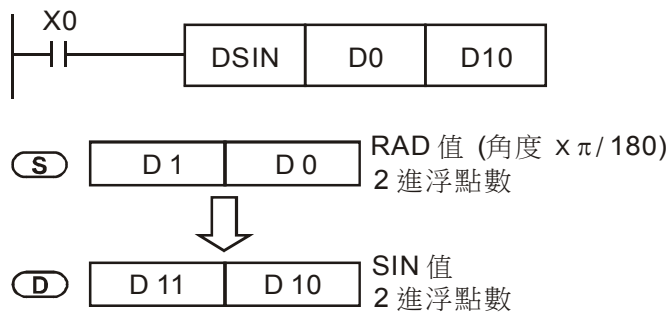 X0
DSIN D0 D10
S D 1 D 0 RAD 值 (角度 x π/180)
2 進浮點數
D D 11 D 10 SIN 值
2 進浮點數